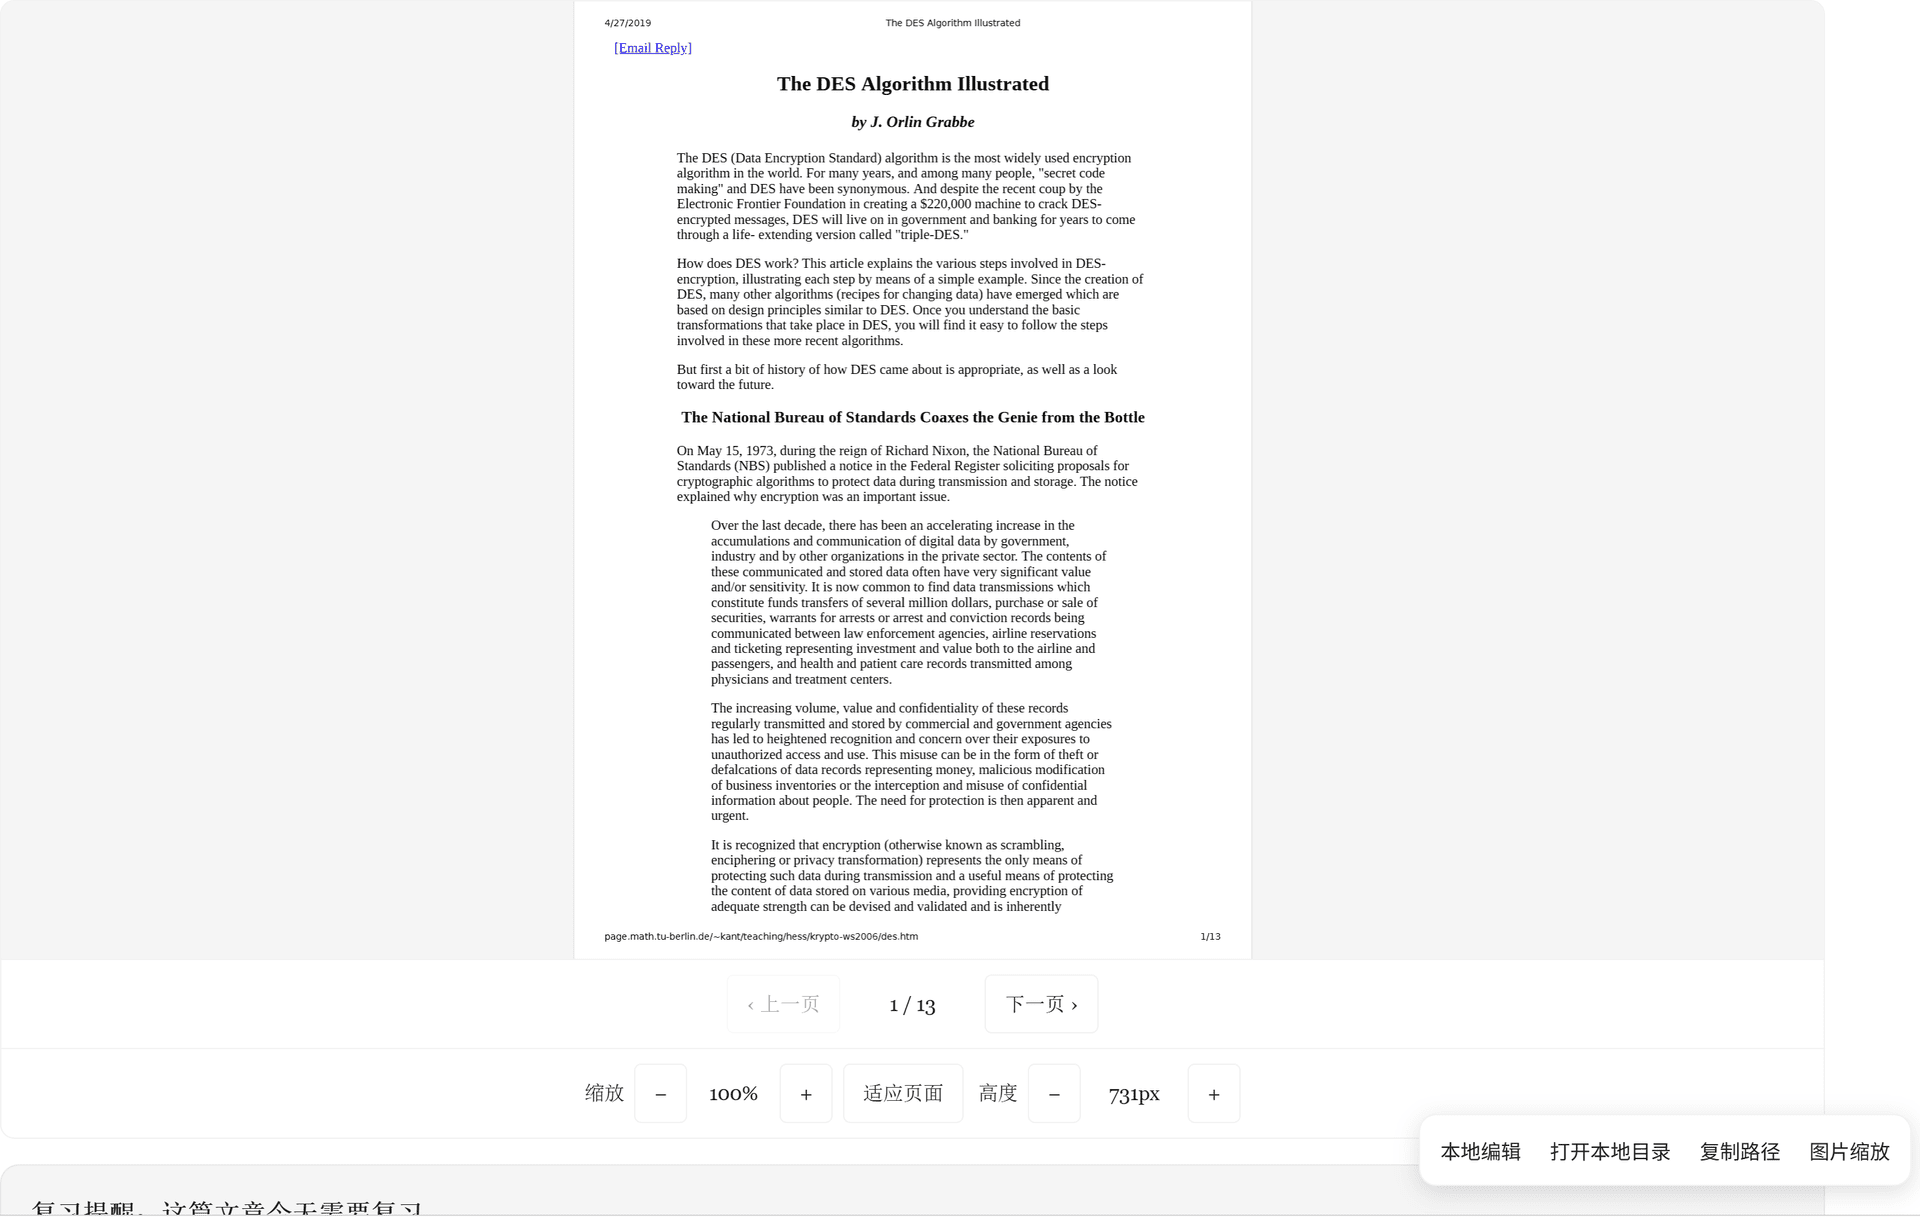 4/27/2019
The DES Algorithm Illustrated
[Email Reply]
The DES Algorithm Illustrated
by J. Orlin Grabbe
The DES (Data Encryption Standard) algorithm is the most widely used encryption
algorithm in the world. For many years, and among many people, "secret code
making" and DES have been synonymous. And despite the recent coup by the
Electronic Frontier Foundation in creating a $220,000 machine to crack DES-
encrypted messages, DES will live on in government and banking for years to come
through a life- extending version called "triple-DES."
How does DES work? This article explains the various steps involved in DES-
encryption, illustrating each step by means of a simple example. Since the creation of
DES, many other algorithms (recipes for changing data) have emerged which are
based on design principles similar to DES. Once you understand the basic
transformations that take place in DES, you will find it easy to follow the steps
involved in these more recent algorithms.
But first a bit of history of how DES came about is appropriate, as well as a look
toward the future.
The National Bureau of Standards Coaxes the Genie from the Bottle
On May 15, 1973, during the reign of Richard Nixon, the National Bureau of
Standards (NBS) published a notice in the Federal Register soliciting proposals for
cryptographic algorithms to protect data during transmission and storage. The notice
explained why encryption was an important issue.
Over the last decade, there has been an accelerating increase in the
accumulations and communication of digital data by government,
industry and by other organizations in the private sector. The contents of
these communicated and stored data often have very significant value
and/or sensitivity. It is now common to find data transmissions which
constitute funds transfers of several million dollars, purchase or sale of
securities, warrants for arrests or arrest and conviction records being
communicated between law enforcement agencies, airline reservations
and ticketing representing investment and value both to the airline and
passengers, and health and patient care records transmitted among
physicians and treatment centers.
The increasing volume, value and confidentiality of these records
regularly transmitted and stored by commercial and government agencies
has led to heightened recognition and concern over their exposures to
unauthorized access and use. This misuse can be in the form of theft or
defalcations of data records representing money, malicious modification
of business inventories or the interception and misuse of confidential
information about people. The need for protection is then apparent and
urgent.
It is recognized that encryption (otherwise known as scrambling,
enciphering or privacy transformation) represents the only means of
protecting such data during transmission and a useful means of protecting
the content of data stored on various media, providing encryption of
adequate strength can be devised and validated and is inherently
page.math.tu-berlin.de/~kant/teaching/hess/krypto-ws2006/des.htm
1/13
‹ 上一页
1 / 13
下一页 ›
缩放 − 100% + 适应页面 高度 − 731px +
本地编辑 打开本地目录 复制路径 图片缩放
复习提醒：这篇文章今天需要复习